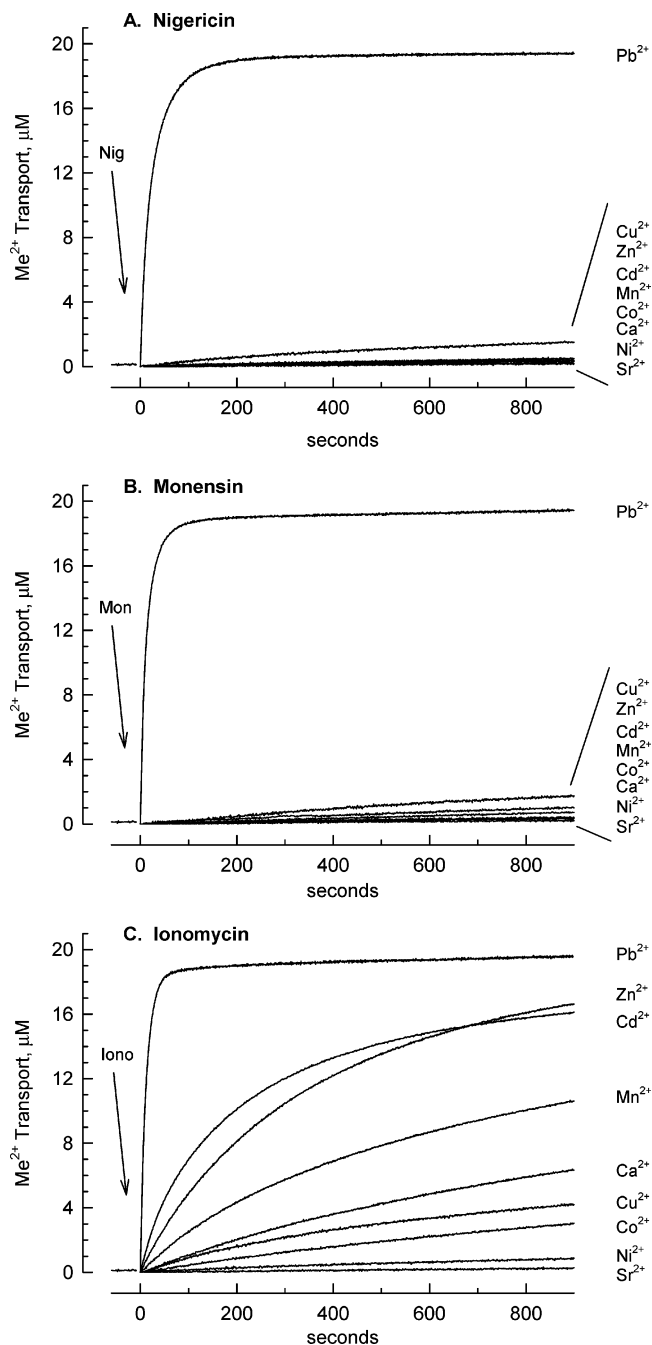 A. Nigericin
20
16
12
8
4
0
Me²⁺ Transport, µM
Nig
Pb²⁺
Cu²⁺
Zn²⁺
Cd²⁺
Mn²⁺
Co²⁺
Ca²⁺
Ni²⁺
Sr²⁺
0 200 400 600 800
seconds
B. Monensin
20
16
12
8
4
0
Me²⁺ Transport, µM
Mon
Pb²⁺
Cu²⁺
Zn²⁺
Cd²⁺
Mn²⁺
Co²⁺
Ca²⁺
Ni²⁺
Sr²⁺
0 200 400 600 800
seconds
C. Ionomycin
20
16
12
8
4
0
Me²⁺ Transport, µM
Iono
Pb²⁺
Zn²⁺
Cd²⁺
Mn²⁺
Ca²⁺
Cu²⁺
Co²⁺
Ni²⁺
Sr²⁺
0 200 400 600 800
seconds